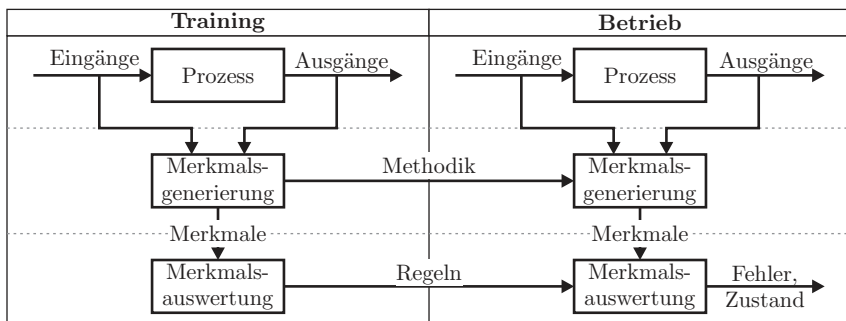 Training
Betrieb
Eingänge
Prozess
Ausgänge
Eingänge
Prozess
Ausgänge
Merkmals-
generierung
Methodik
Merkmals-
generierung
Merkmale
Merkmale
Merkmals-
auswertung
Regeln
Merkmals-
auswertung
Fehler,
Zustand